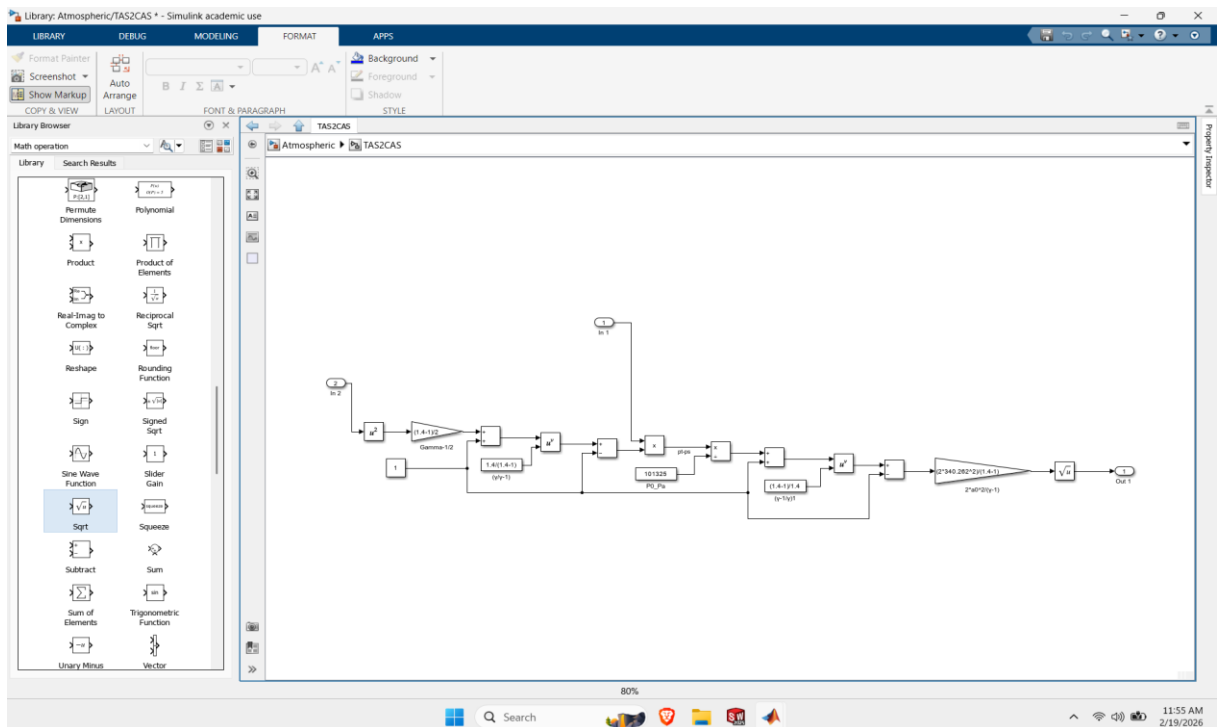 Library: Atmospheric/TAS2CAS * - Simulink academic use
LIBRARY DEBUG MODELING FORMAT APPS
Format Painter
Screenshot
Show Markup
COPY & VIEW
Auto
Arrange
LAYOUT
B I Σ A
FONT & PARAGRAPH
Background
Foreground
Shadow
STYLE
Library Browser
Math operation
Library Search Results
Permute
Dimensions
Polynomial
Product
Product of
Elements
Real-Imag to
Complex
Reciprocal
Sqrt
Reshape
Rounding
Function
Sign
Signed
Sqrt
Sine Wave
Function
Slider
Gain
Sqrt
Squeeze
Subtract
Sum
Sum of
Elements
Trigonometric
Function
Unary Minus
Vector
TAS2CAS
Atmospheric TAS2CAS
Property Inspector
1
In 1
2
In 2
u²
(1.4-1)/2
Gamma-1/2
1
1.4/(1.4-1)
(γ/γ-1)
uᵛ
×
pt-ps
101325
P0_Pa
(1.4-1)/1.4
(γ-1/γ)1
uᵛ
(2*340.262^2)/(1.4-1)
2*a0^2/(γ-1)
√u
1
Out 1
80%
Search
11:55 AM
2/19/2026